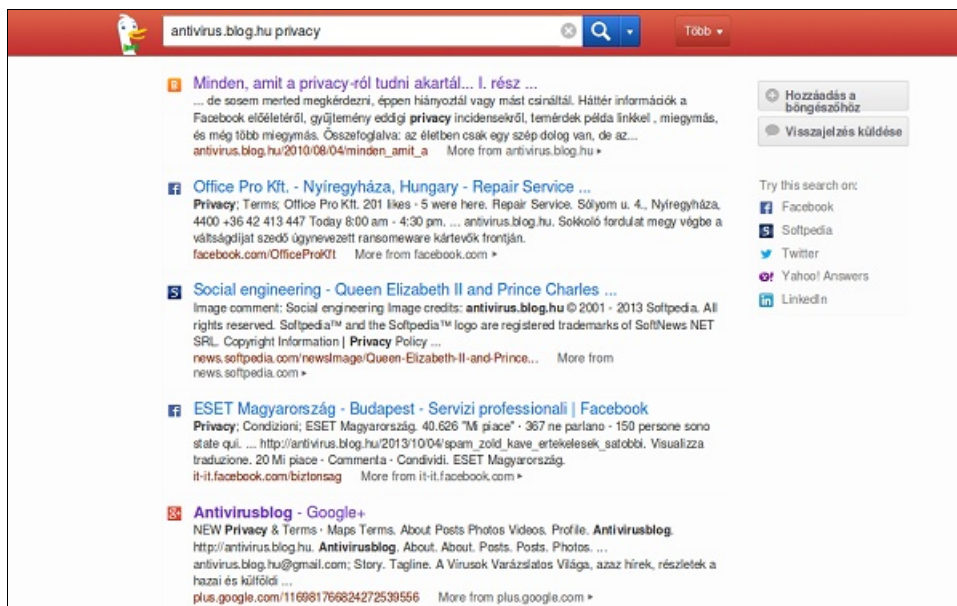 antivirus.blog.hu privacy
Több
Minden, amit a privacy-ról tudni akartál... I. rész ...
... de sosem merted megkérdezni, éppen hiányoztál vagy mást csináltál. Háttér információk a
Facebook előéletéről, gyűjtemény eddigi privacy incidensekről, temérdek példa linkkel , miegymás,
és még több miegymás. Összefoglalva: az életben csak egy szép dolog van, de az...
antivirus.blog.hu/2010/08/04/minden_amit_a More from antivirus.blog.hu ▸
Office Pro Kft. - Nyíregyháza, Hungary - Repair Service ...
Privacy; Terms; Office Pro Kft. 201 likes · 5 were here. Repair Service. Sólyom u. 4., Nyíregyháza,
4400 +36 42 413 447 Today 8:00 am - 4:30 pm. ... antivirus.blog.hu. Sokkoló fordulat megy végbe a
váltságdíjat szedő úgynevezett ransomeware kártevők frontján.
facebook.com/OfficeProKft More from facebook.com ▸
Social engineering - Queen Elizabeth II and Prince Charles ...
Image comment: Social engineering Image credits: antivirus.blog.hu © 2001 - 2013 Softpedia. All
rights reserved. Softpedia™ and the Softpedia™ logo are registered trademarks of SoftNews NET
SRL. Copyright Information | Privacy Policy ...
news.softpedia.com/newsImage/Queen-Elizabeth-II-and-Prince... More from
news.softpedia.com ▸
ESET Magyarország - Budapest - Servizi professionali | Facebook
Privacy; Condizioni; ESET Magyarország. 40.626 "Mi piace" · 367 ne parlano · 150 persone sono
state qui. ... http://antivirus.blog.hu/2013/10/04/spam_zold_kave_ertekelesek_satobbi. Visualizza
traduzione. 20 Mi piace · Commenta · Condividi. ESET Magyarország.
it-it.facebook.com/biztonsag More from it-it.facebook.com ▸
Antivirusblog - Google+
NEW Privacy & Terms · Maps Terms. About Posts Photos Videos. Profile. Antivirusblog.
http://antivirus.blog.hu. Antivirusblog. About. About. Posts. Posts. Photos. ...
antivirus.blog.hu@gmail.com; Story. Tagline. A Vírusok Varázslatos Világa, azaz hírek, részletek a
hazai és külföldi ...
plus.google.com/116981766824272539556 More from plus.google.com ▸
Hozzáadás a
böngészőhöz
Visszajelzés küldése
Try this search on:
Facebook
Softpedia
Twitter
Yahoo! Answers
LinkedIn